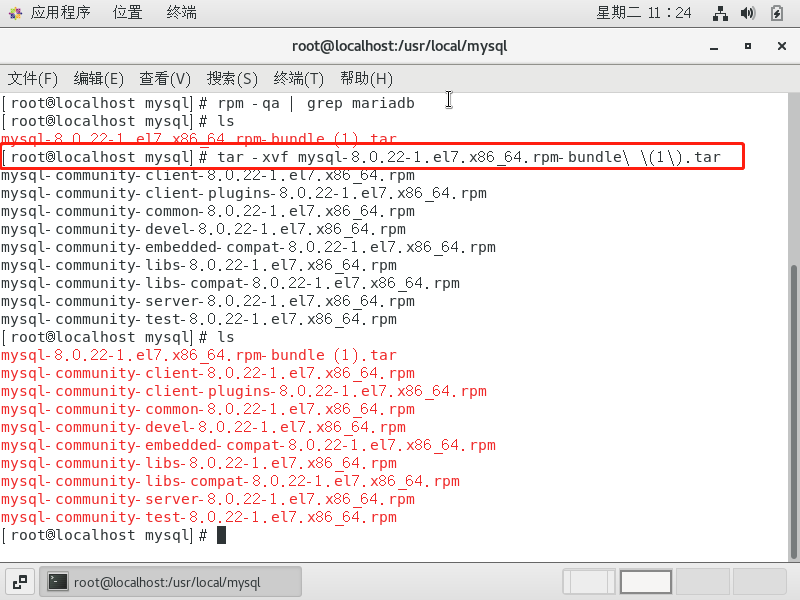 应用程序 位置 终端 星期二 11:24
root@localhost:/usr/local/mysql
文件(F) 编辑(E) 查看(V) 搜索(S) 终端(T) 帮助(H)
[root@localhost mysql]# rpm -qa | grep mariadb
[root@localhost mysql]# ls
mysql-8.0.22-1.el7.x86_64.rpm-bundle (1).tar
[root@localhost mysql]# tar -xvf mysql-8.0.22-1.el7.x86_64.rpm-bundle\ \(1\).tar
mysql-community-client-8.0.22-1.el7.x86_64.rpm
mysql-community-client-plugins-8.0.22-1.el7.x86_64.rpm
mysql-community-common-8.0.22-1.el7.x86_64.rpm
mysql-community-devel-8.0.22-1.el7.x86_64.rpm
mysql-community-embedded-compat-8.0.22-1.el7.x86_64.rpm
mysql-community-libs-8.0.22-1.el7.x86_64.rpm
mysql-community-libs-compat-8.0.22-1.el7.x86_64.rpm
mysql-community-server-8.0.22-1.el7.x86_64.rpm
mysql-community-test-8.0.22-1.el7.x86_64.rpm
[root@localhost mysql]# ls
mysql-8.0.22-1.el7.x86_64.rpm-bundle (1).tar
mysql-community-client-8.0.22-1.el7.x86_64.rpm
mysql-community-client-plugins-8.0.22-1.el7.x86_64.rpm
mysql-community-common-8.0.22-1.el7.x86_64.rpm
mysql-community-devel-8.0.22-1.el7.x86_64.rpm
mysql-community-embedded-compat-8.0.22-1.el7.x86_64.rpm
mysql-community-libs-8.0.22-1.el7.x86_64.rpm
mysql-community-libs-compat-8.0.22-1.el7.x86_64.rpm
mysql-community-server-8.0.22-1.el7.x86_64.rpm
mysql-community-test-8.0.22-1.el7.x86_64.rpm
[root@localhost mysql]#
root@localhost:/usr/local/mysql